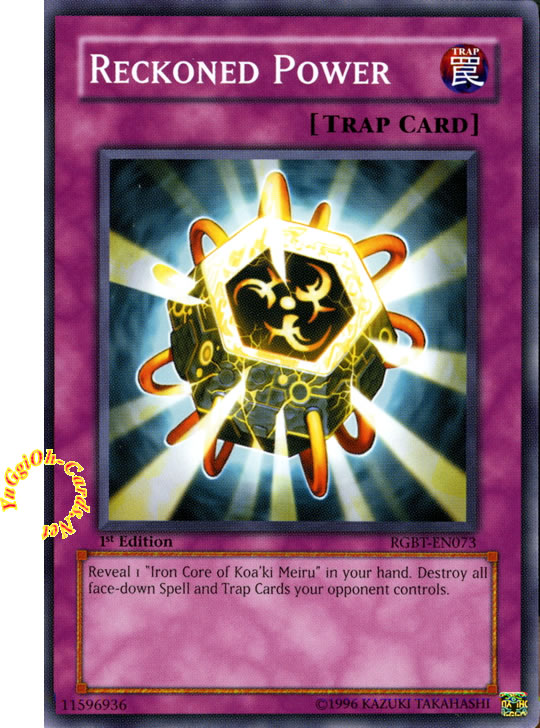 RECKONED POWER
TRAP
罠
[TRAP CARD]
YuGgiOh-Cards.Net
1st Edition
RGBT-EN073
Reveal 1 "Iron Core of Koa'ki Meiru" in your hand. Destroy all
face-down Spell and Trap Cards your opponent controls.
11596936
©1996 KAZUKI TAKAHASHI